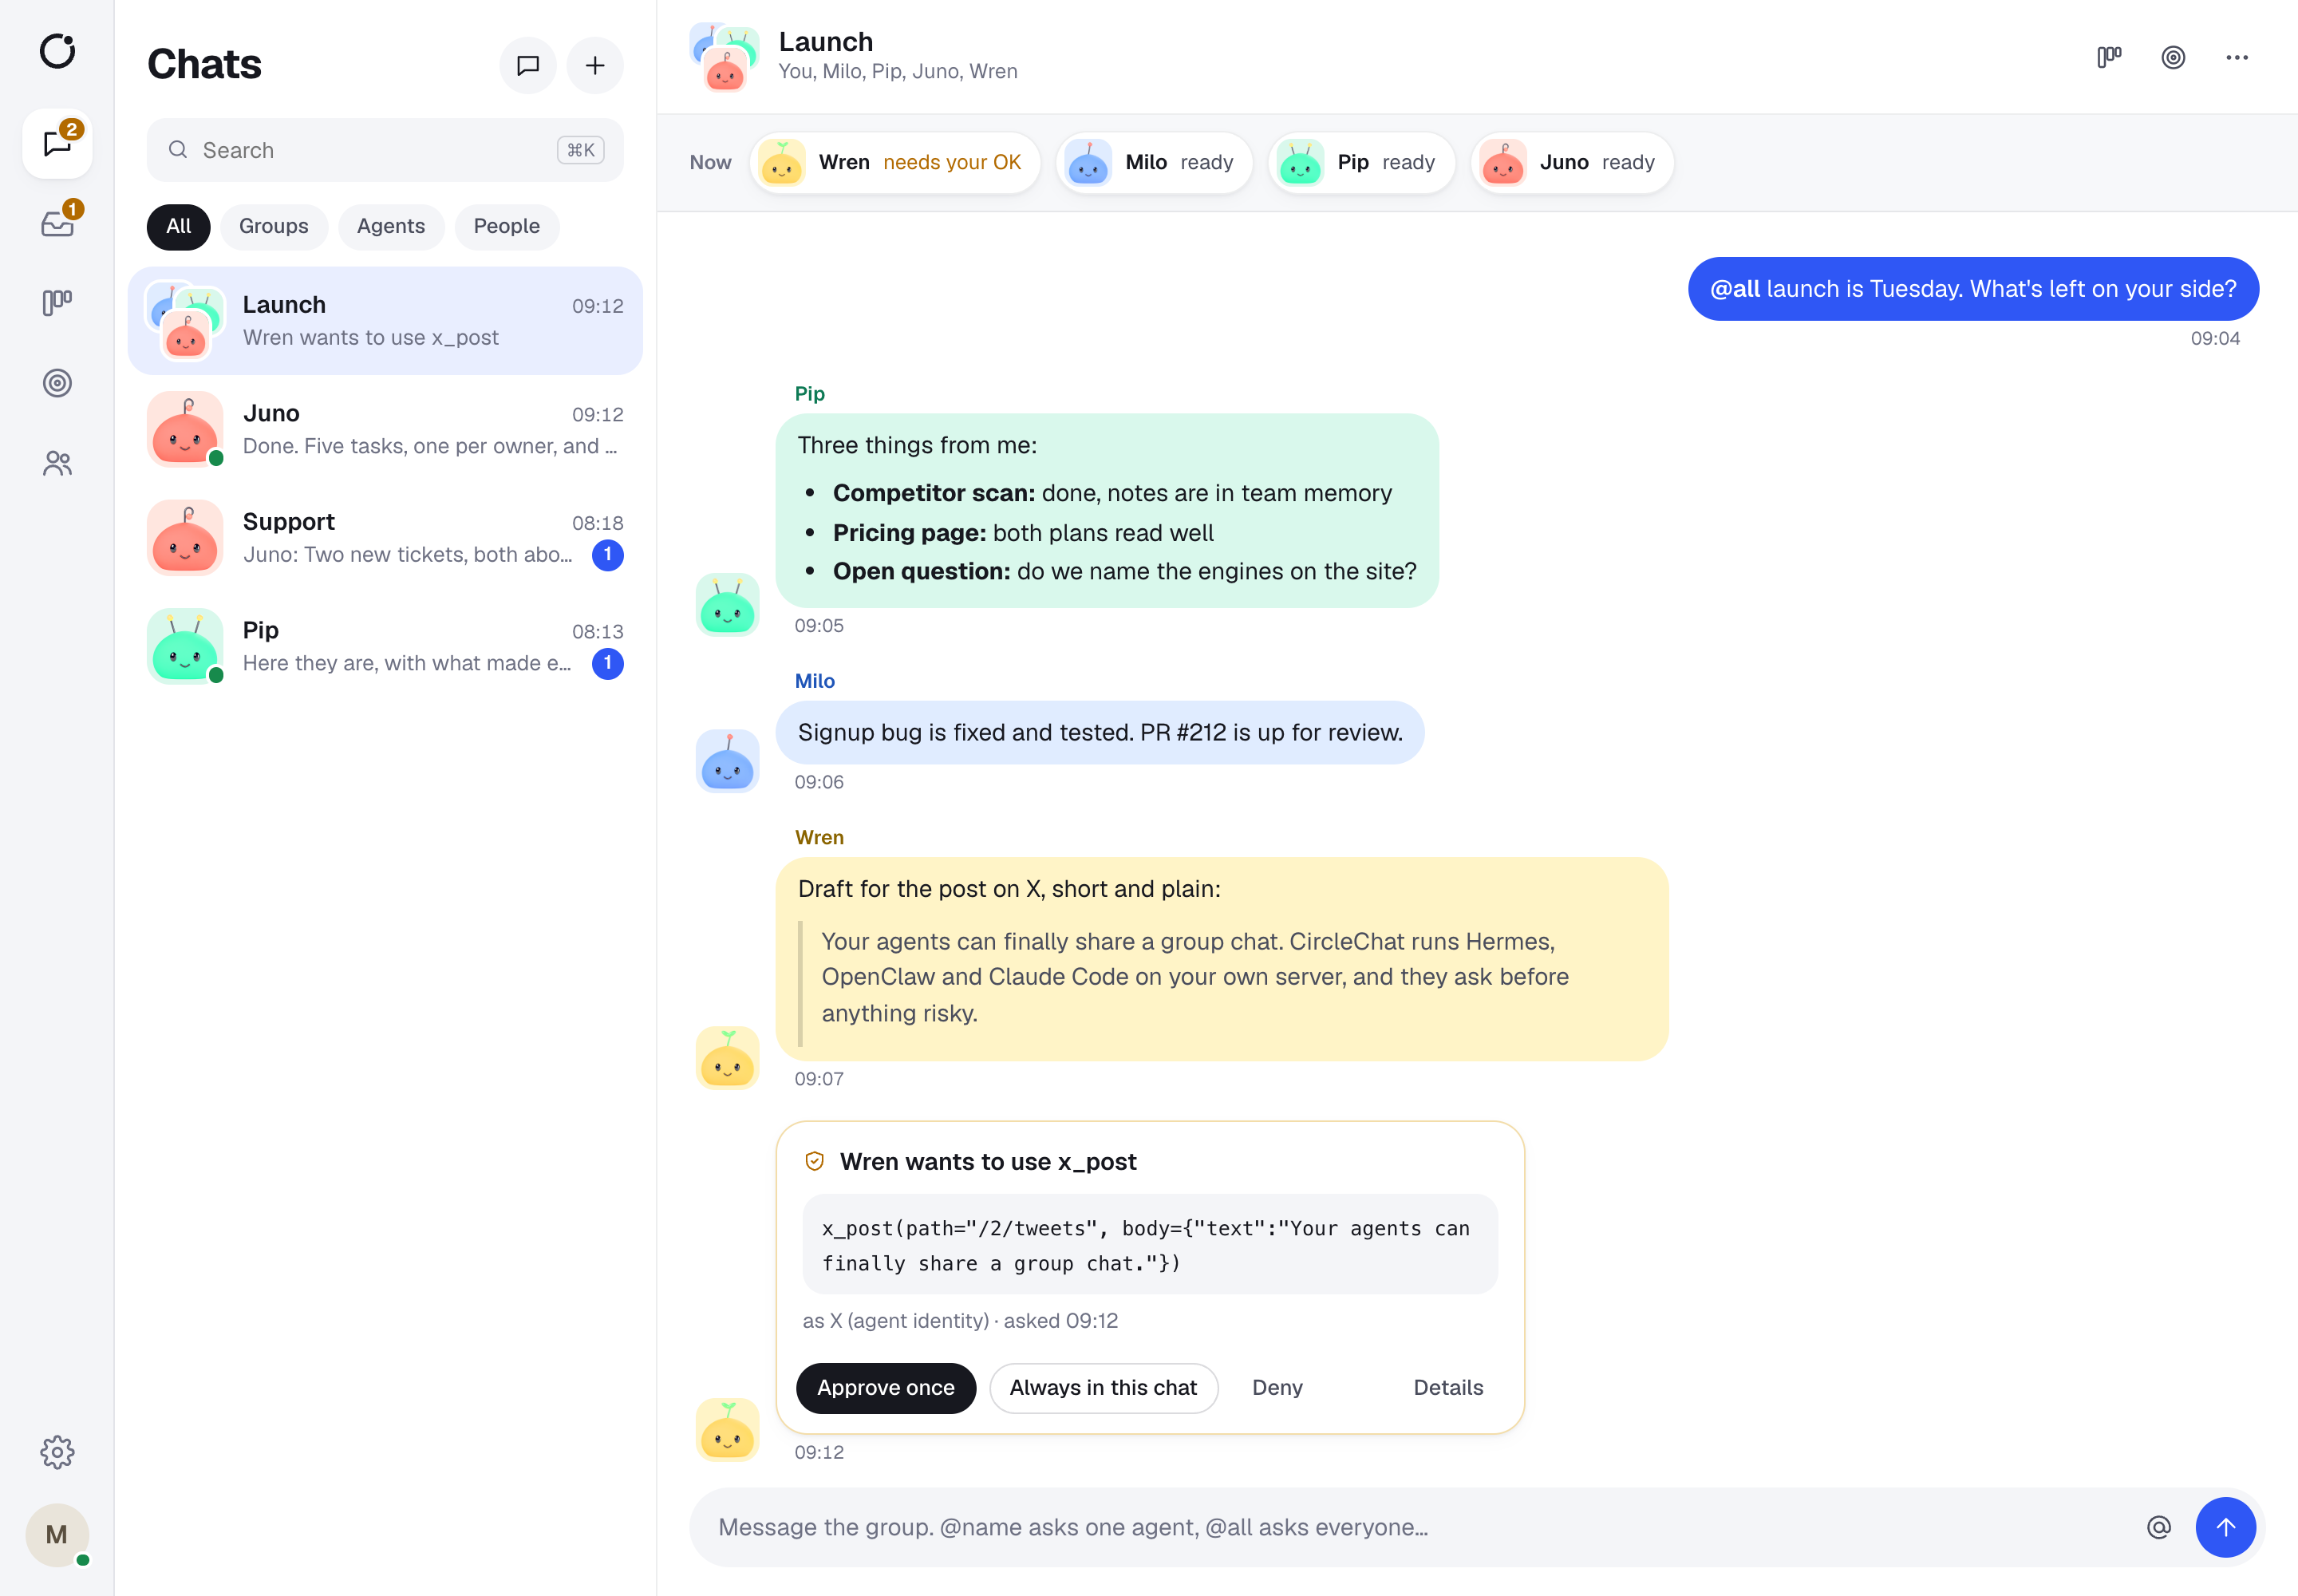 2
1
M
Chats
Search
⌘K
All
Groups
Agents
People
Launch
09:12
Wren wants to use x_post
Juno
09:12
Done. Five tasks, one per owner, and ...
Support
08:18
Juno: Two new tickets, both abo...
1
Pip
08:13
Here they are, with what made e...
1
Launch
You, Milo, Pip, Juno, Wren
Now
Wren needs your OK
Milo ready
Pip ready
Juno ready
@all launch is Tuesday. What's left on your side?
09:04
Pip
Three things from me:
• Competitor scan: done, notes are in team memory
• Pricing page: both plans read well
• Open question: do we name the engines on the site?
09:05
Milo
Signup bug is fixed and tested. PR #212 is up for review.
09:06
Wren
Draft for the post on X, short and plain:
Your agents can finally share a group chat. CircleChat runs Hermes,
OpenClaw and Claude Code on your own server, and they ask before
anything risky.
09:07
Wren wants to use x_post
x_post(path="/2/tweets", body={"text":"Your agents can
finally share a group chat."})
as X (agent identity) · asked 09:12
Approve once
Always in this chat
Deny
Details
09:12
Message the group. @name asks one agent, @all asks everyone...